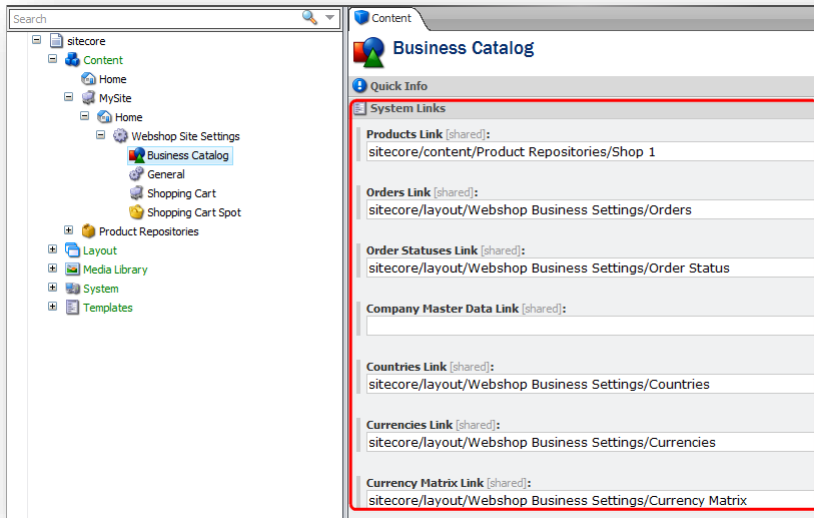 Search
sitecore
Content
Home
MySite
Home
Webshop Site Settings
Business Catalog
General
Shopping Cart
Shopping Cart Spot
Product Repositories
Layout
Media Library
System
Templates
Content
Business Catalog
Quick Info
System Links
Products Link [shared]:
sitecore/content/Product Repositories/Shop 1
Orders Link [shared]:
sitecore/layout/Webshop Business Settings/Orders
Order Statuses Link [shared]:
sitecore/layout/Webshop Business Settings/Order Status
Company Master Data Link [shared]:
Countries Link [shared]:
sitecore/layout/Webshop Business Settings/Countries
Currencies Link [shared]:
sitecore/layout/Webshop Business Settings/Currencies
Currency Matrix Link [shared]:
sitecore/layout/Webshop Business Settings/Currency Matrix